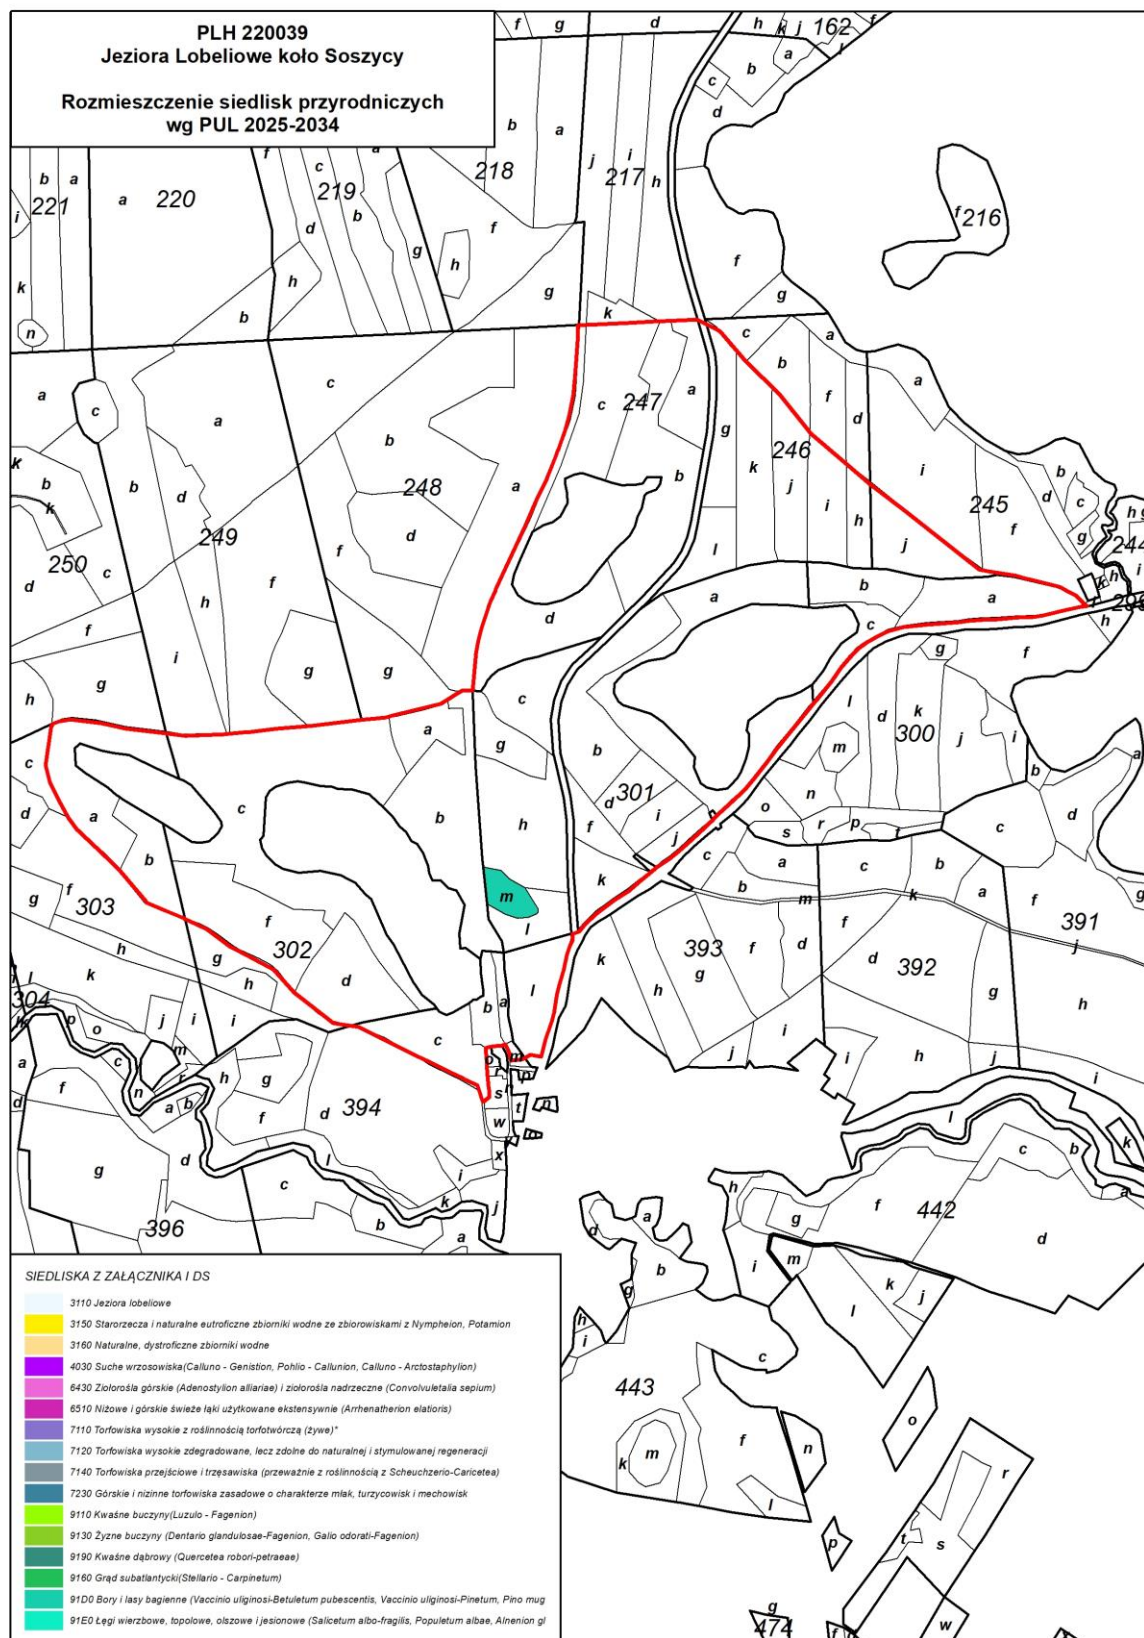 PLH 220039
Jeziora Lobeliowe koło Soszycy
Rozmieszczenie siedlisk przyrodniczych
wg PUL 2025-2034
f g d h k j 162 f
a b c d
b a 218
j i 217 h
221 b a
a 220
c 219 b d
i k n
f 216
f g h
g b h
k
f g
a c b
c 247 a
c b a
g k 246 j i h
f d
a
i 245 f
b c d g
h g
244
i
k b
250 d c
b d 249 h
a
f
b 248 d
a
b
l
j
d
a b a
k h
h
f g h i
g g
c
c g
b
301 d i j
f
h
m
l
k
l d k 300 j i
g f
m n
o s r p t
b a
d
c
c d
a
b
c
a b
f g
303
h g
302 d
f
h
304
l k
p o
j i i
c
b a
l
m
o
r
p
n
s
t
w
x
j
c a b
m
393 g
f d
h
k
j i
c b a
k
f
d 392
g
f 391
j
h
g
i h j i
l
k
a
f
d
g
396
c
n
a b
d
m
r
h g f d
394
l
i
k
c
b a
c b a
h g f 442 d
i m
k j l
d a b
g
h i
443
c
f
k m
l
n
o
p
r
s
t
w
g
474
f
SIEDLISKA Z ZAŁĄCZNIKA I DS
3110 Jeziora lobeliowe
3150 Starorzecza i naturalne eutroficzne zbiorniki wodne ze zbiorowiskami z Nympheion, Potamion
3160 Naturalne, dystroficzne zbiorniki wodne
4030 Suche wrzosowiska(Calluno - Genistion, Pohlio - Callunion, Calluno - Arctostaphylion)
6430 Ziołorośla górskie (Adenostylion alliariae) i ziołorośla nadrzeczne (Convolvuletalia sepium)
6510 Niżowe i górskie świeże łąki użytkowane ekstensywnie (Arrhenatherion elatioris)
7110 Torfowiska wysokie z roślinnością torfotwórczą (żywe)*
7120 Torfowiska wysokie zdegradowane, lecz zdolne do naturalnej i stymulowanej regeneracji
7140 Torfowiska przejściowe i trzęsawiska (przeważnie z roślinnością z Scheuchzerio-Caricetea)
7230 Górskie i nizinne torfowiska zasadowe o charakterze młak, turzycowisk i mechowisk
9110 Kwaśne buczyny(Luzulo - Fagenion)
9130 Żyzne buczyny (Dentario glandulosae-Fagenion, Galio odorati-Fagenion)
9190 Kwaśne dąbrowy (Quercetea robori-petraeae)
9160 Grąd subatlantycki(Stellario - Carpinetum)
91D0 Bory i lasy bagienne (Vaccinio uliginosi-Betuletum pubescentis, Vaccinio uliginosi-Pinetum, Pino mug
91E0 Łęgi wierzbowe, topolowe, olszowe i jesionowe (Salicetum albo-fragilis, Populetum albae, Alnenion gl